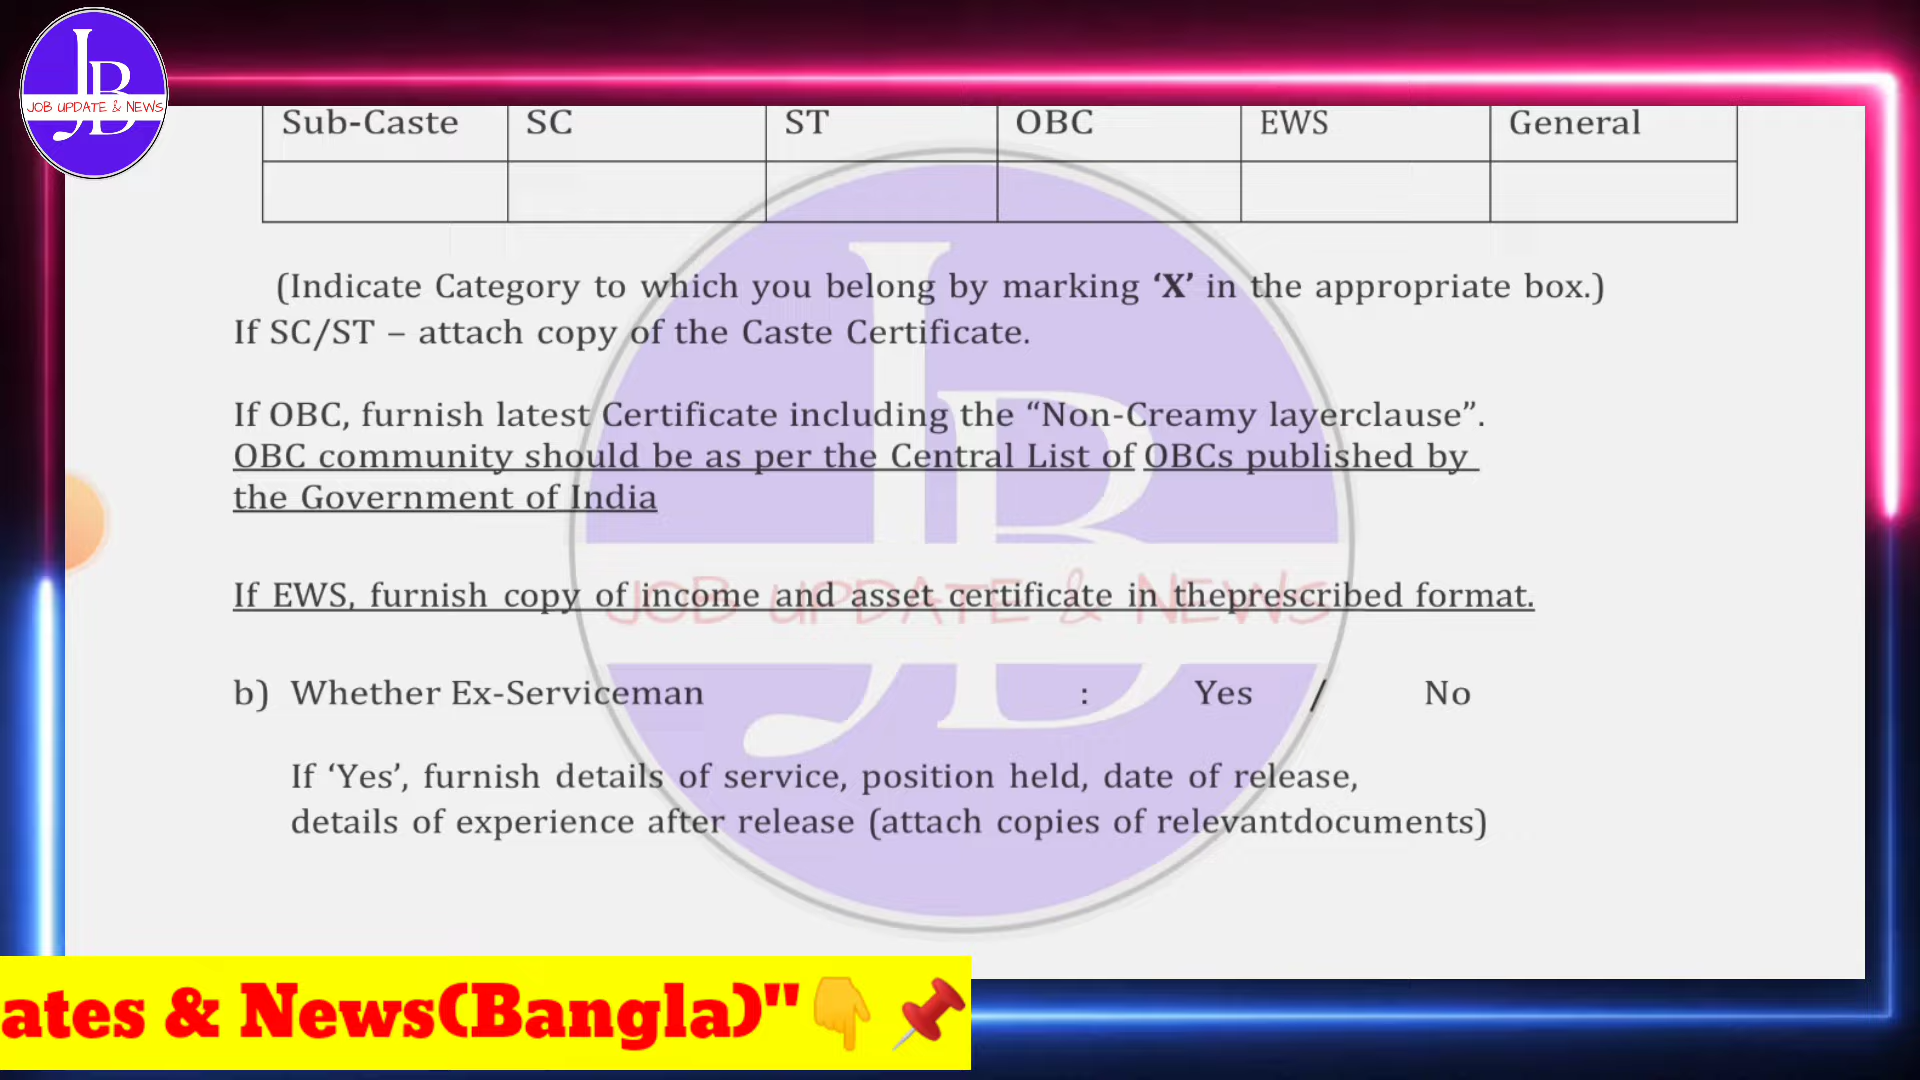 JB
JOB UPDATE & NEWS
Sub-Caste SC ST OBC EWS General
(Indicate Category to which you belong by marking ‘X’ in the appropriate box.)
If SC/ST – attach copy of the Caste Certificate.
If OBC, furnish latest Certificate including the “Non-Creamy layerclause”.
OBC community should be as per the Central List of OBCs published by
the Government of India
If EWS, furnish copy of income and asset certificate in theprescribed format.
JOB UPDATE & NEWS
b) Whether Ex-Serviceman : Yes / No
If ‘Yes’, furnish details of service, position held, date of release,
details of experience after release (attach copies of relevantdocuments)
ates & News(Bangla)"👇📌